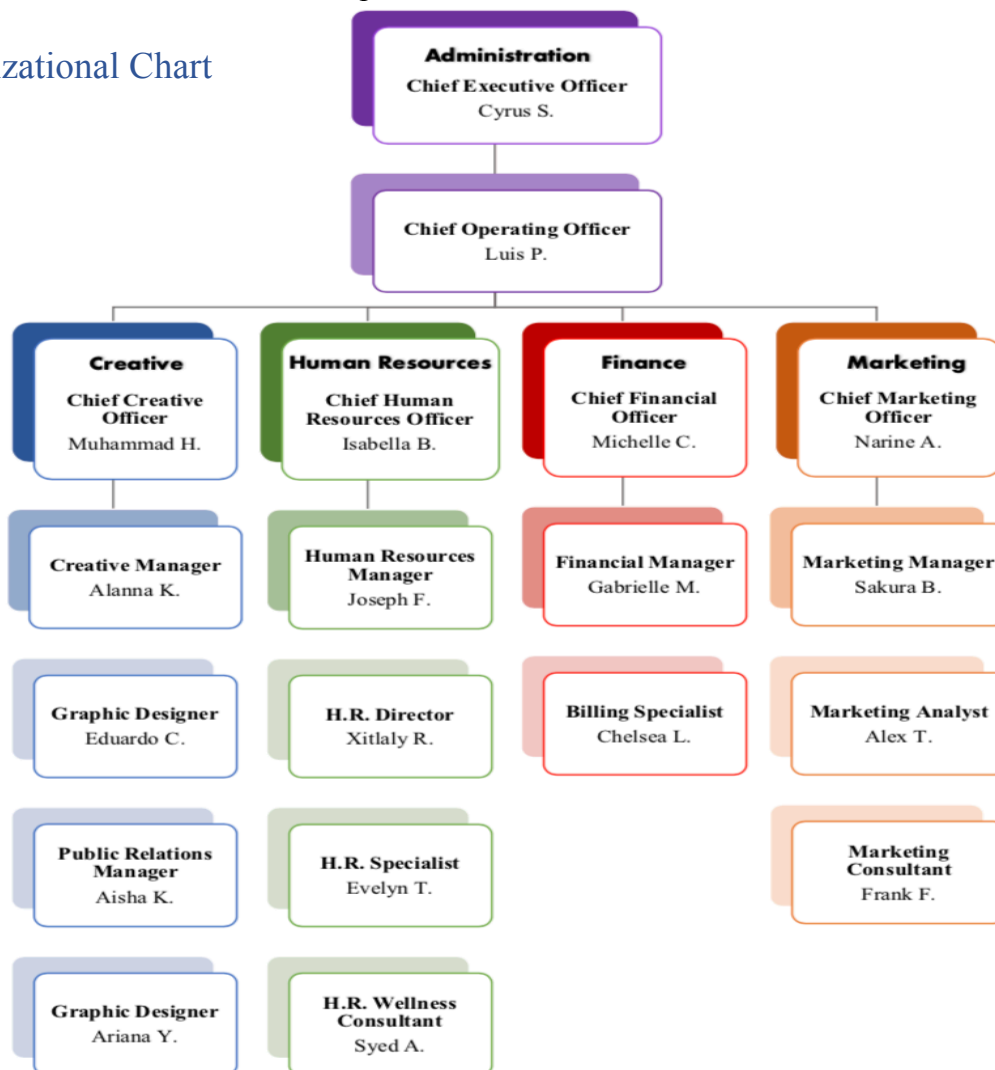 izational Chart
Administration
Chief Executive Officer
Cyrus S.
Chief Operating Officer
Luis P.
Creative
Chief Creative
Officer
Muhammad H.
Human Resources
Chief Human
Resources Officer
Isabella B.
Finance
Chief Financial
Officer
Michelle C.
Marketing
Chief Marketing
Officer
Narine A.
Creative Manager
Alanna K.
Human Resources
Manager
Joseph F.
Financial Manager
Gabrielle M.
Marketing Manager
Sakura B.
Graphic Designer
Eduardo C.
H.R. Director
Xitlaly R.
Billing Specialist
Chelsea L.
Marketing Analyst
Alex T.
Public Relations
Manager
Aisha K.
H.R. Specialist
Evelyn T.
Marketing
Consultant
Frank F.
Graphic Designer
Ariana Y.
H.R. Wellness
Consultant
Syed A.